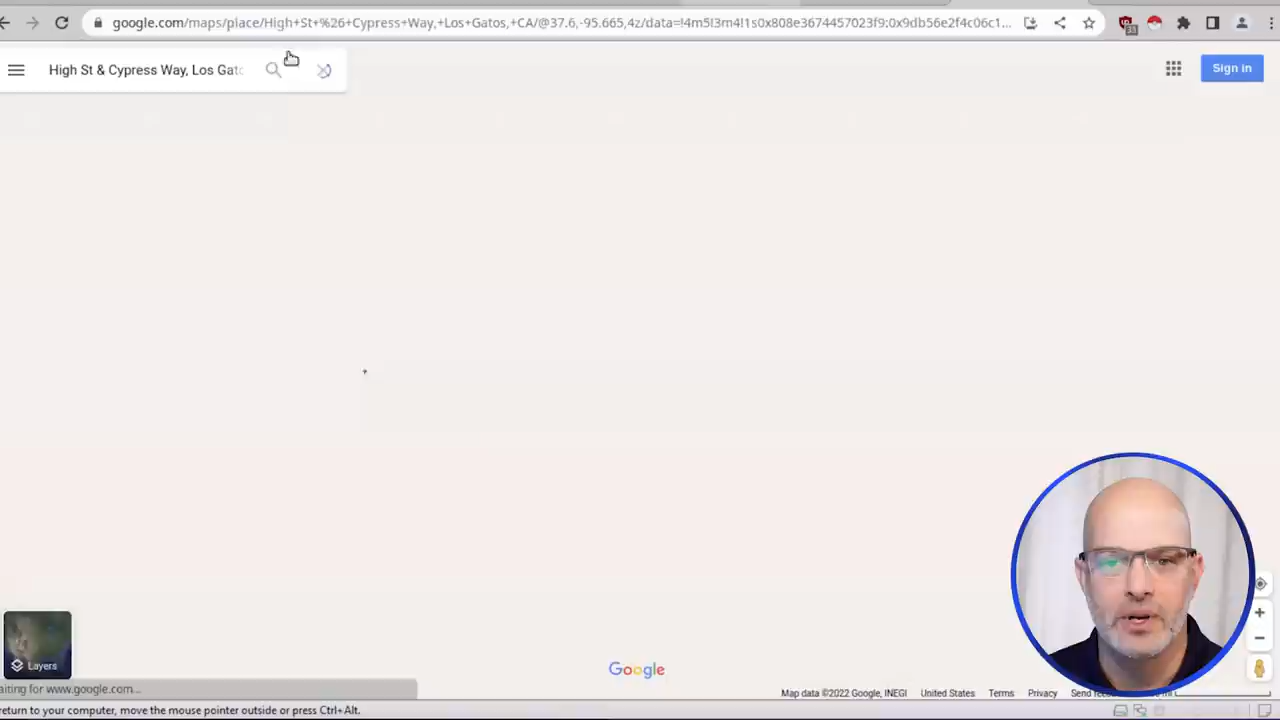 google.com/maps/place/High+St+%26+Cypress+Way,+Los+Gatos,+CA/@37.6,-95.665,4z/data=!4m5!3m4!1s0x808e3674457023f9:0x9db56e2f4c06c1...
High St & Cypress Way, Los Gato
Sign in
Layers
Google
aiting for www.google.com...
Map data ©2022 Google, INEGI United States Terms Privacy Send
return to your computer, move the mouse pointer outside or press Ctrl+Alt.